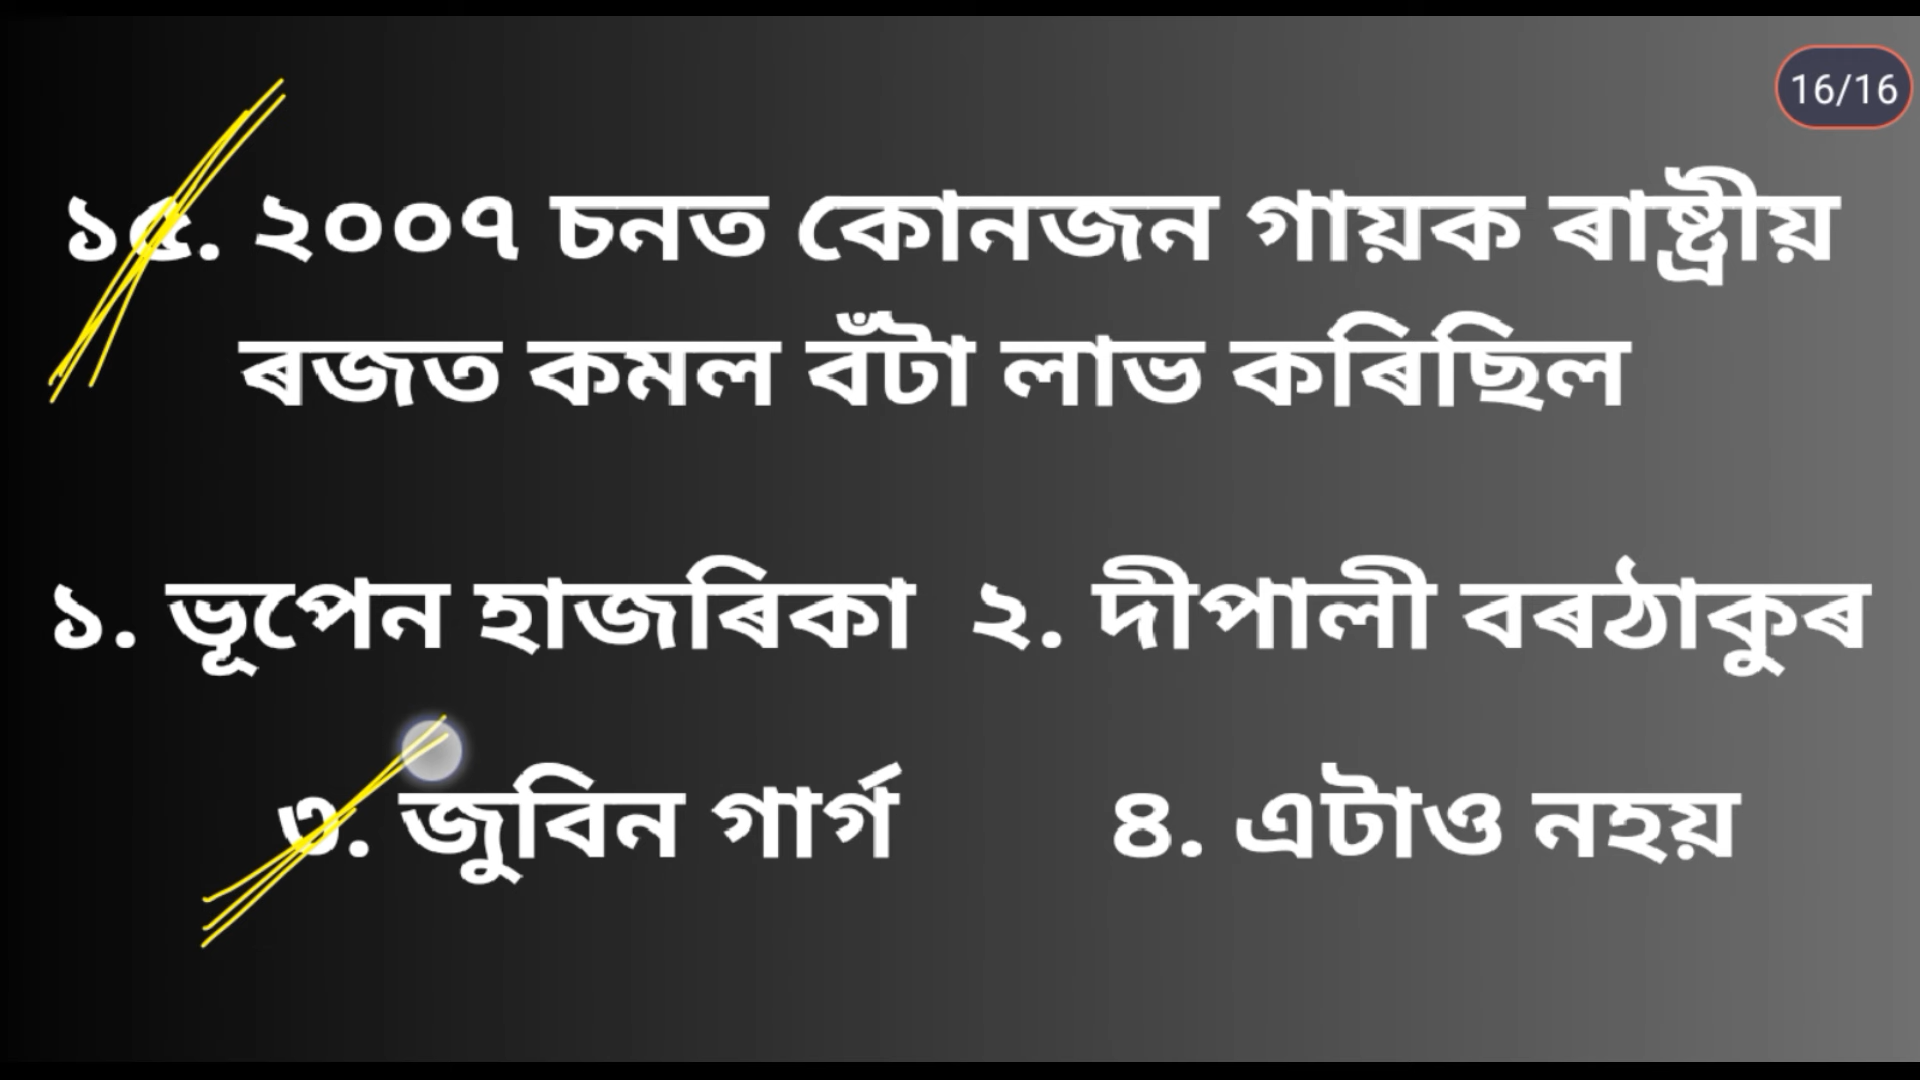 16/16
১৫. ২০০৭ চনত কোনজন গায়ক ৰাষ্ট্ৰীয়
ৰজত কমল বঁটা লাভ কৰিছিল
১. ভূপেন হাজৰিকা ২. দীপালী বৰঠাকুৰ
৩. জুবিন গাৰ্গ ৪. এটাও নহয়